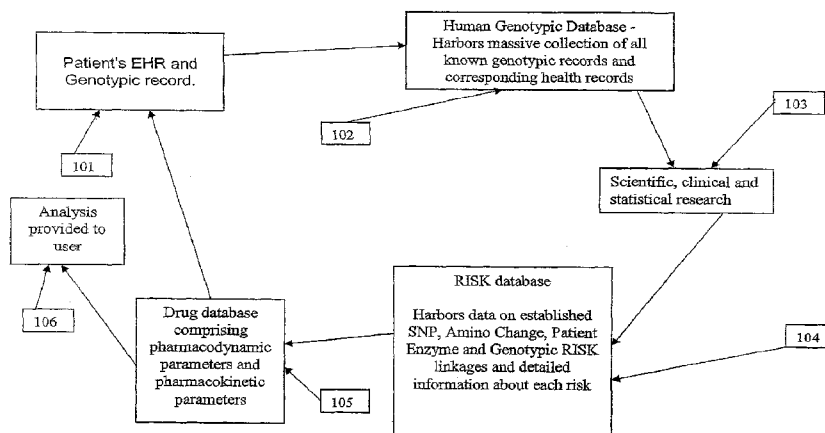 Patient's EHR and
Genotypic record.
Human Genotypic Database -
Harbors massive collection of all
known genotypic records and
corresponding health records
101
102
103
Scientific, clinical and
statistical research
Analysis
provided to
user
106
Drug database
comprising
pharmacodynamic
parameters and
pharmacokinetic
parameters
105
RISK database
Harbors data on established
SNP, Amino Change, Patient
Enzyme and Genotypic RISK
linkages and detailed
information about each risk
104